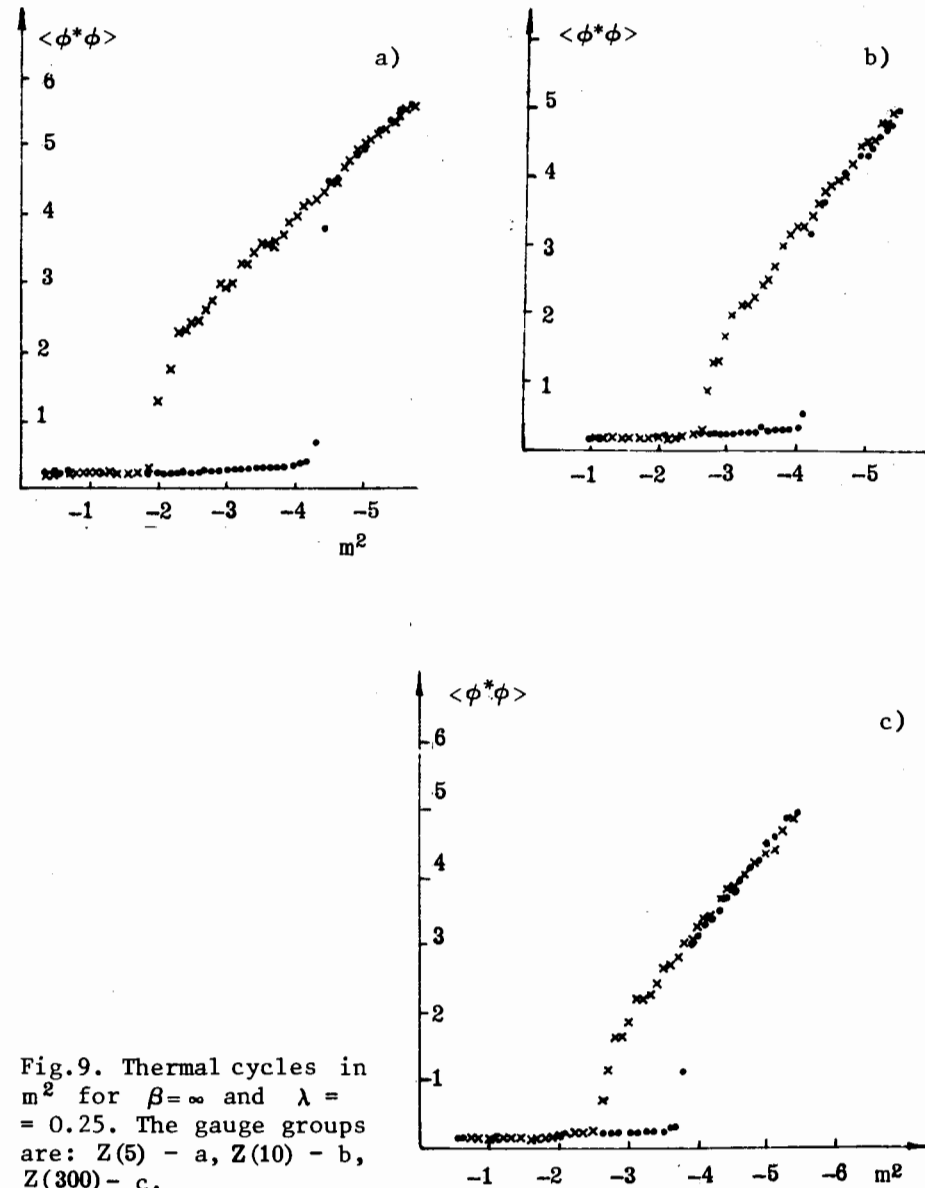 <ϕ*ϕ>
a)
6
5
4
3
2
1
-1 -2 -3 -4 -5
m²
<ϕ*ϕ>
b)
5
4
3
2
1
-1 -2 -3 -4 -5
<ϕ*ϕ>
c)
6
5
4
3
2
1
-1 -2 -3 -4 -5 -6 m²
Fig.9. Thermal cycles in
m² for β=∞ and λ =
= 0.25. The gauge groups
are: Z(5) - a, Z(10) - b,
Z(300)- c.